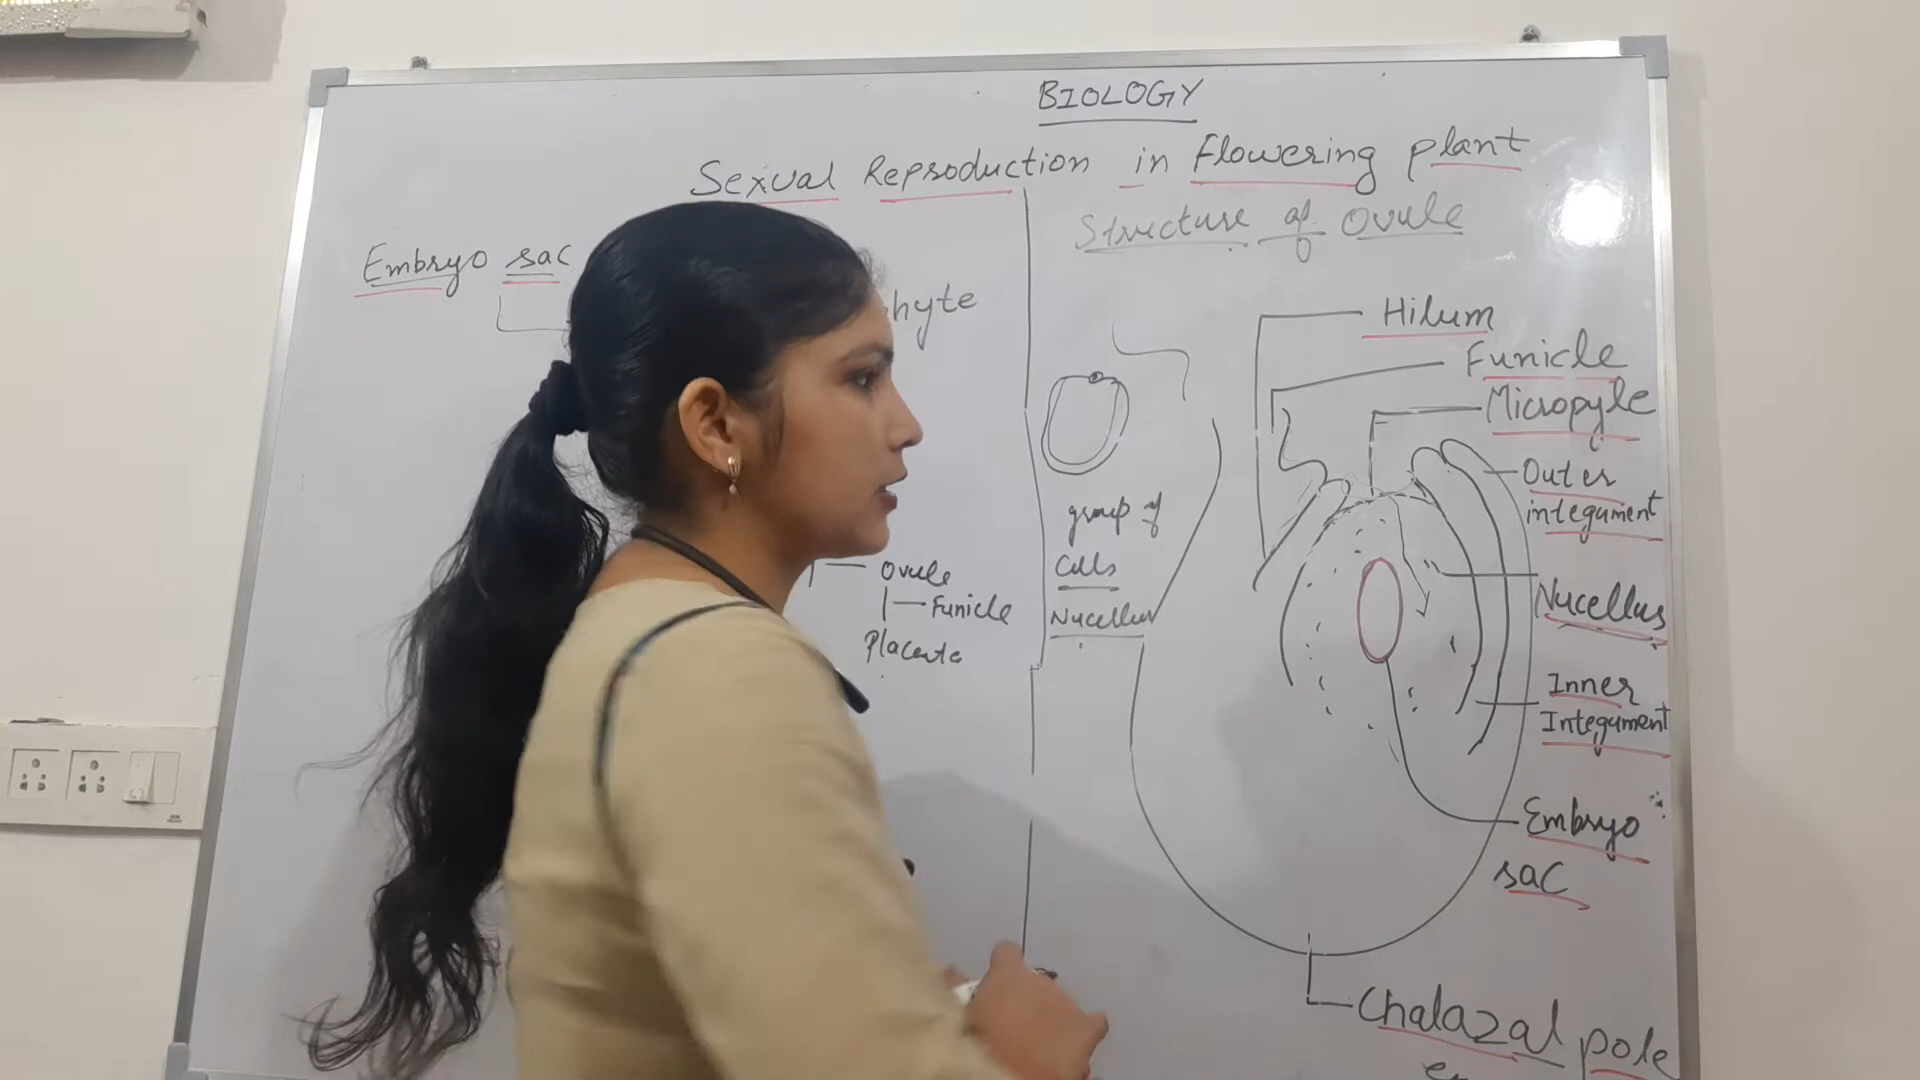 BIOLOGY
Sexual Reproduction in Flowering plant
Embryo sac
hyte
Ovule
Funicle
Placenta
Structure of Ovule
group of
Cells
Nucellus
Hilum
Funicle
Micropyle
Outer
integument
Nucellus
Inner
Integument
Embryo
sac
Chalazal pole